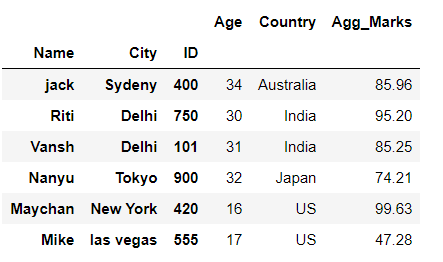 Age Country Agg_Marks
Name City ID
jack Sydeny 400 34 Australia 85.96
Riti Delhi 750 30 India 95.20
Vansh Delhi 101 31 India 85.25
Nanyu Tokyo 900 32 Japan 74.21
Maychan New York 420 16 US 99.63
Mike las vegas 555 17 US 47.28